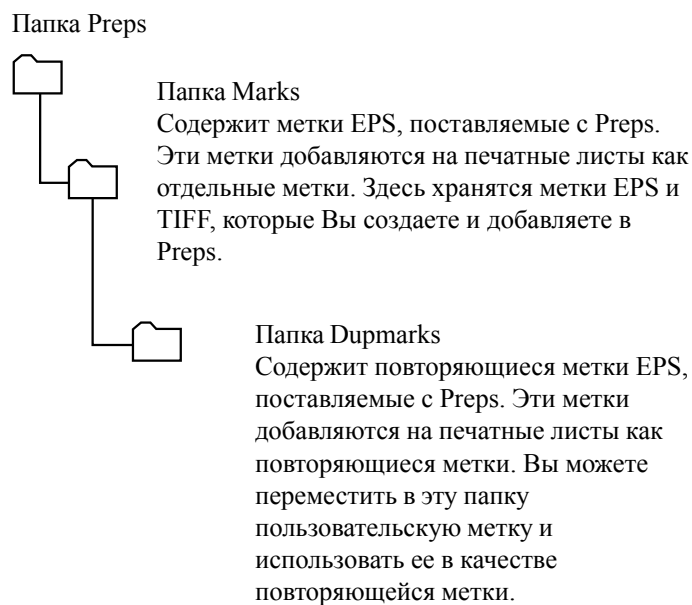 Папка Preps
Папка Marks
Содержит метки EPS, поставляемые с Preps.
Эти метки добавляются на печатные листы как
отдельные метки. Здесь хранятся метки EPS и
TIFF, которые Вы создаете и добавляете в
Preps.
Папка Dupmarks
Содержит повторяющиеся метки EPS,
поставляемые с Preps. Эти метки
добавляются на печатные листы как
повторяющиеся метки. Вы можете
переместить в эту папку
пользовательскую метку и
использовать ее в качестве
повторяющейся метки.